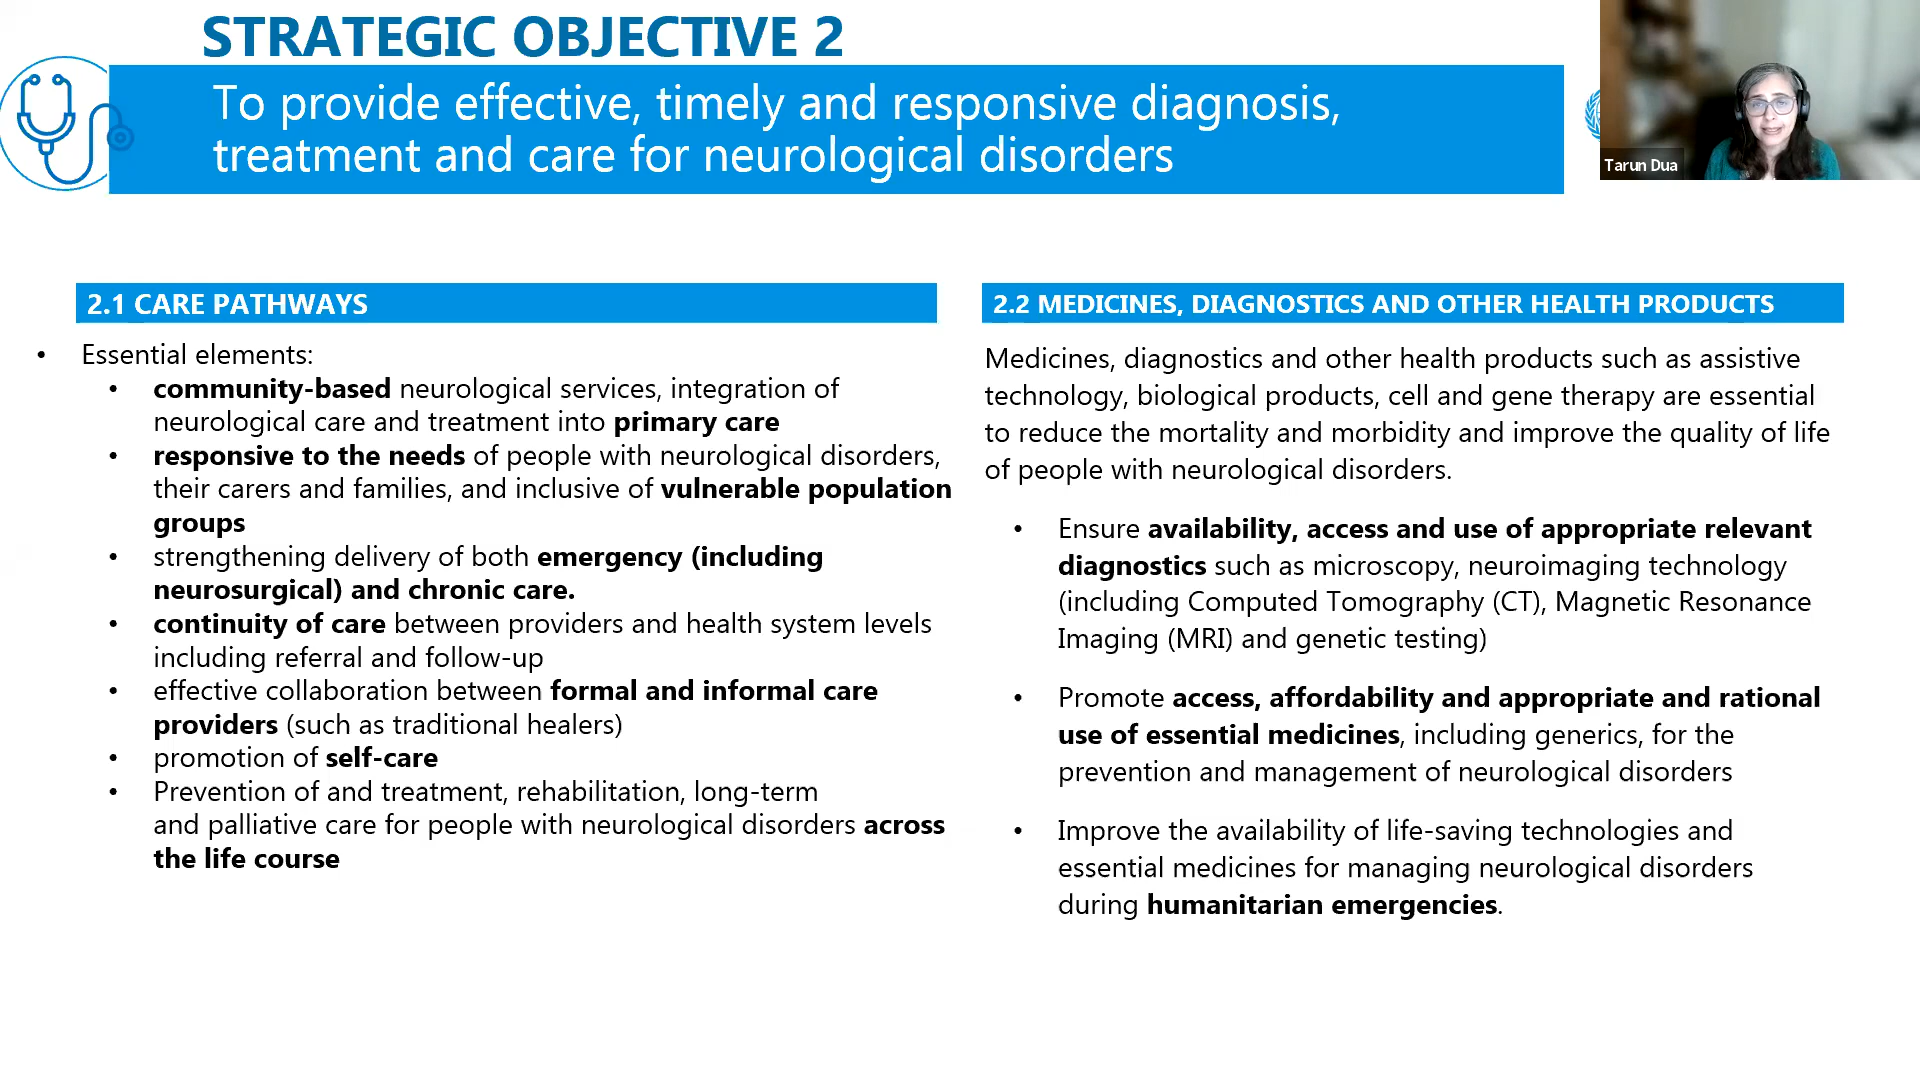 STRATEGIC OBJECTIVE 2
To provide effective, timely and responsive diagnosis,
treatment and care for neurological disorders
Tarun Dua
2.1 CARE PATHWAYS
• Essential elements:
• community-based neurological services, integration of
neurological care and treatment into primary care
• responsive to the needs of people with neurological disorders,
their carers and families, and inclusive of vulnerable population
groups
• strengthening delivery of both emergency (including
neurosurgical) and chronic care.
• continuity of care between providers and health system levels
including referral and follow-up
• effective collaboration between formal and informal care
providers (such as traditional healers)
• promotion of self-care
• Prevention of and treatment, rehabilitation, long-term
and palliative care for people with neurological disorders across
the life course
2.2 MEDICINES, DIAGNOSTICS AND OTHER HEALTH PRODUCTS
Medicines, diagnostics and other health products such as assistive
technology, biological products, cell and gene therapy are essential
to reduce the mortality and morbidity and improve the quality of life
of people with neurological disorders.
• Ensure availability, access and use of appropriate relevant
diagnostics such as microscopy, neuroimaging technology
(including Computed Tomography (CT), Magnetic Resonance
Imaging (MRI) and genetic testing)
• Promote access, affordability and appropriate and rational
use of essential medicines, including generics, for the
prevention and management of neurological disorders
• Improve the availability of life-saving technologies and
essential medicines for managing neurological disorders
during humanitarian emergencies.